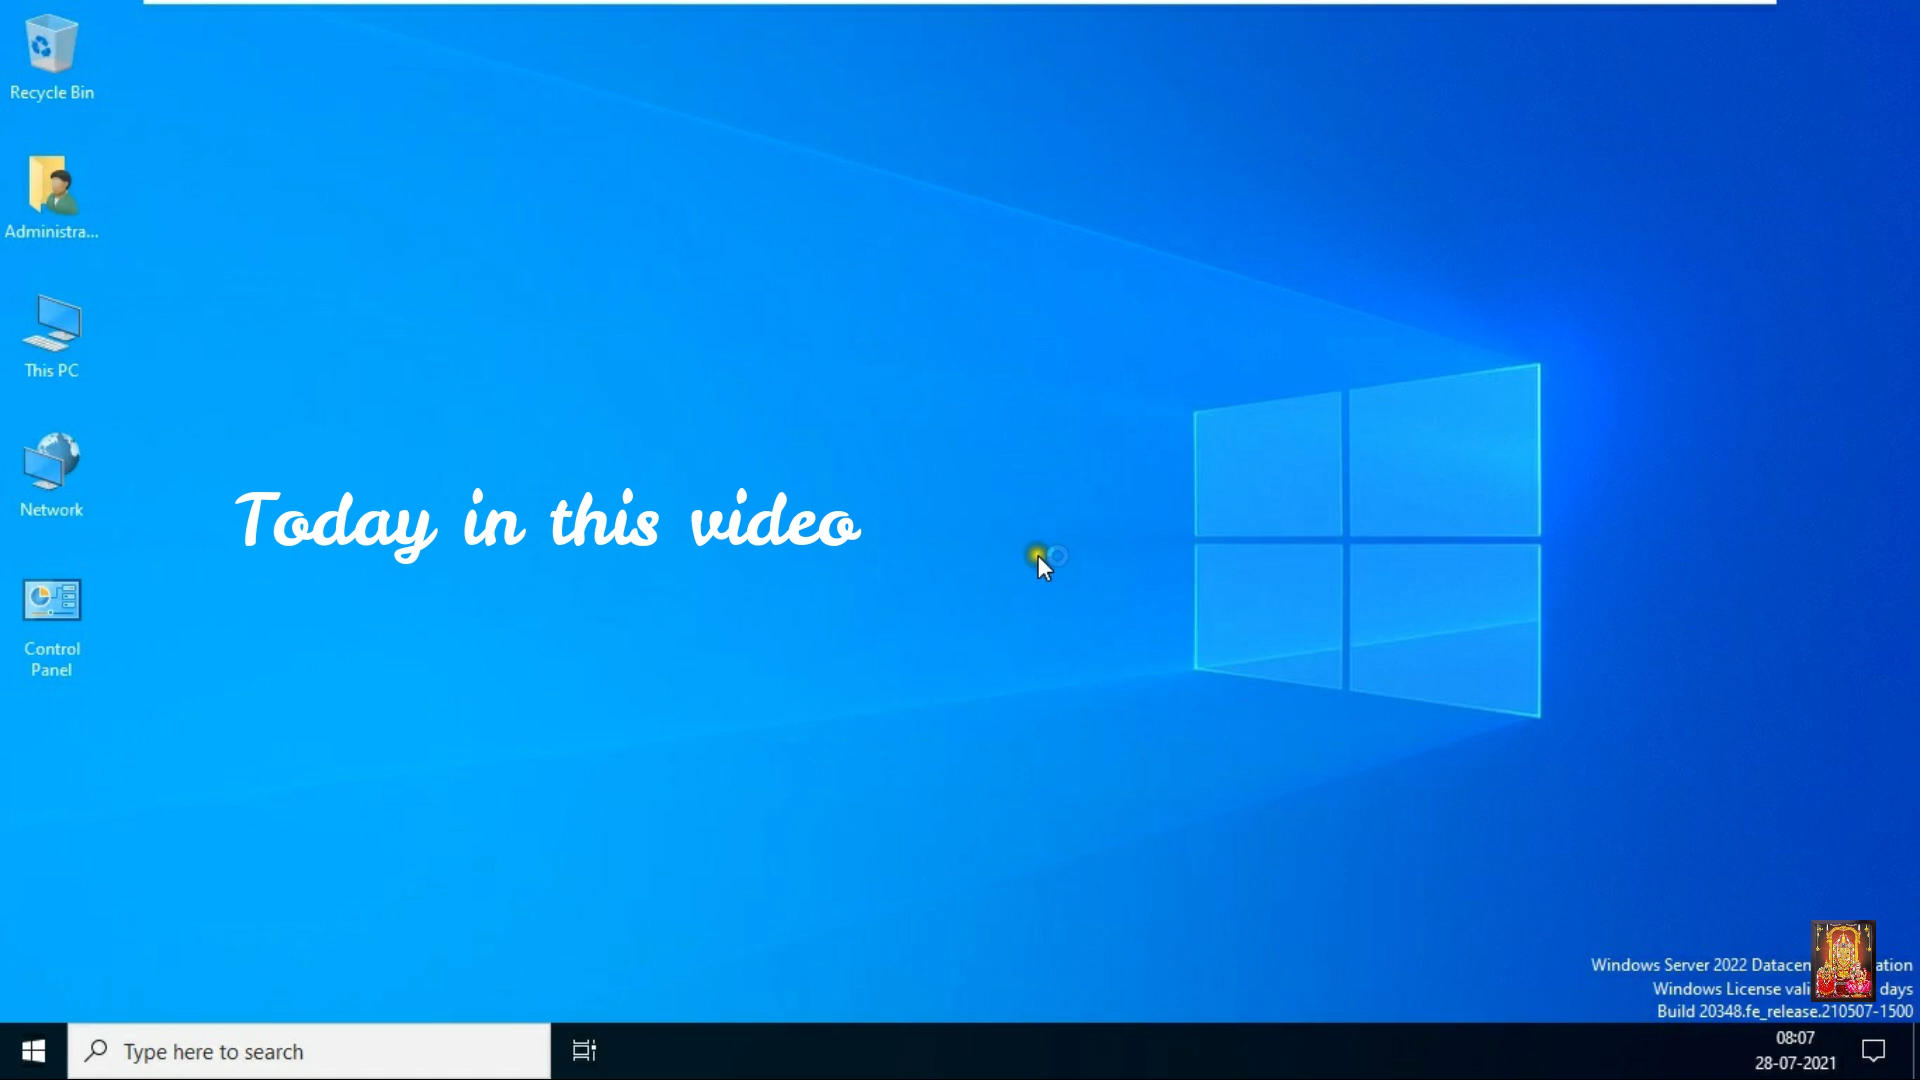 Recycle Bin
Administra...
This PC
Network
Control
Panel
Today in this video
Windows Server 2022 Datacen ation
Windows License vali days
Build 20348.fe_release.210507-1500
Type here to search
08:07
28-07-2021